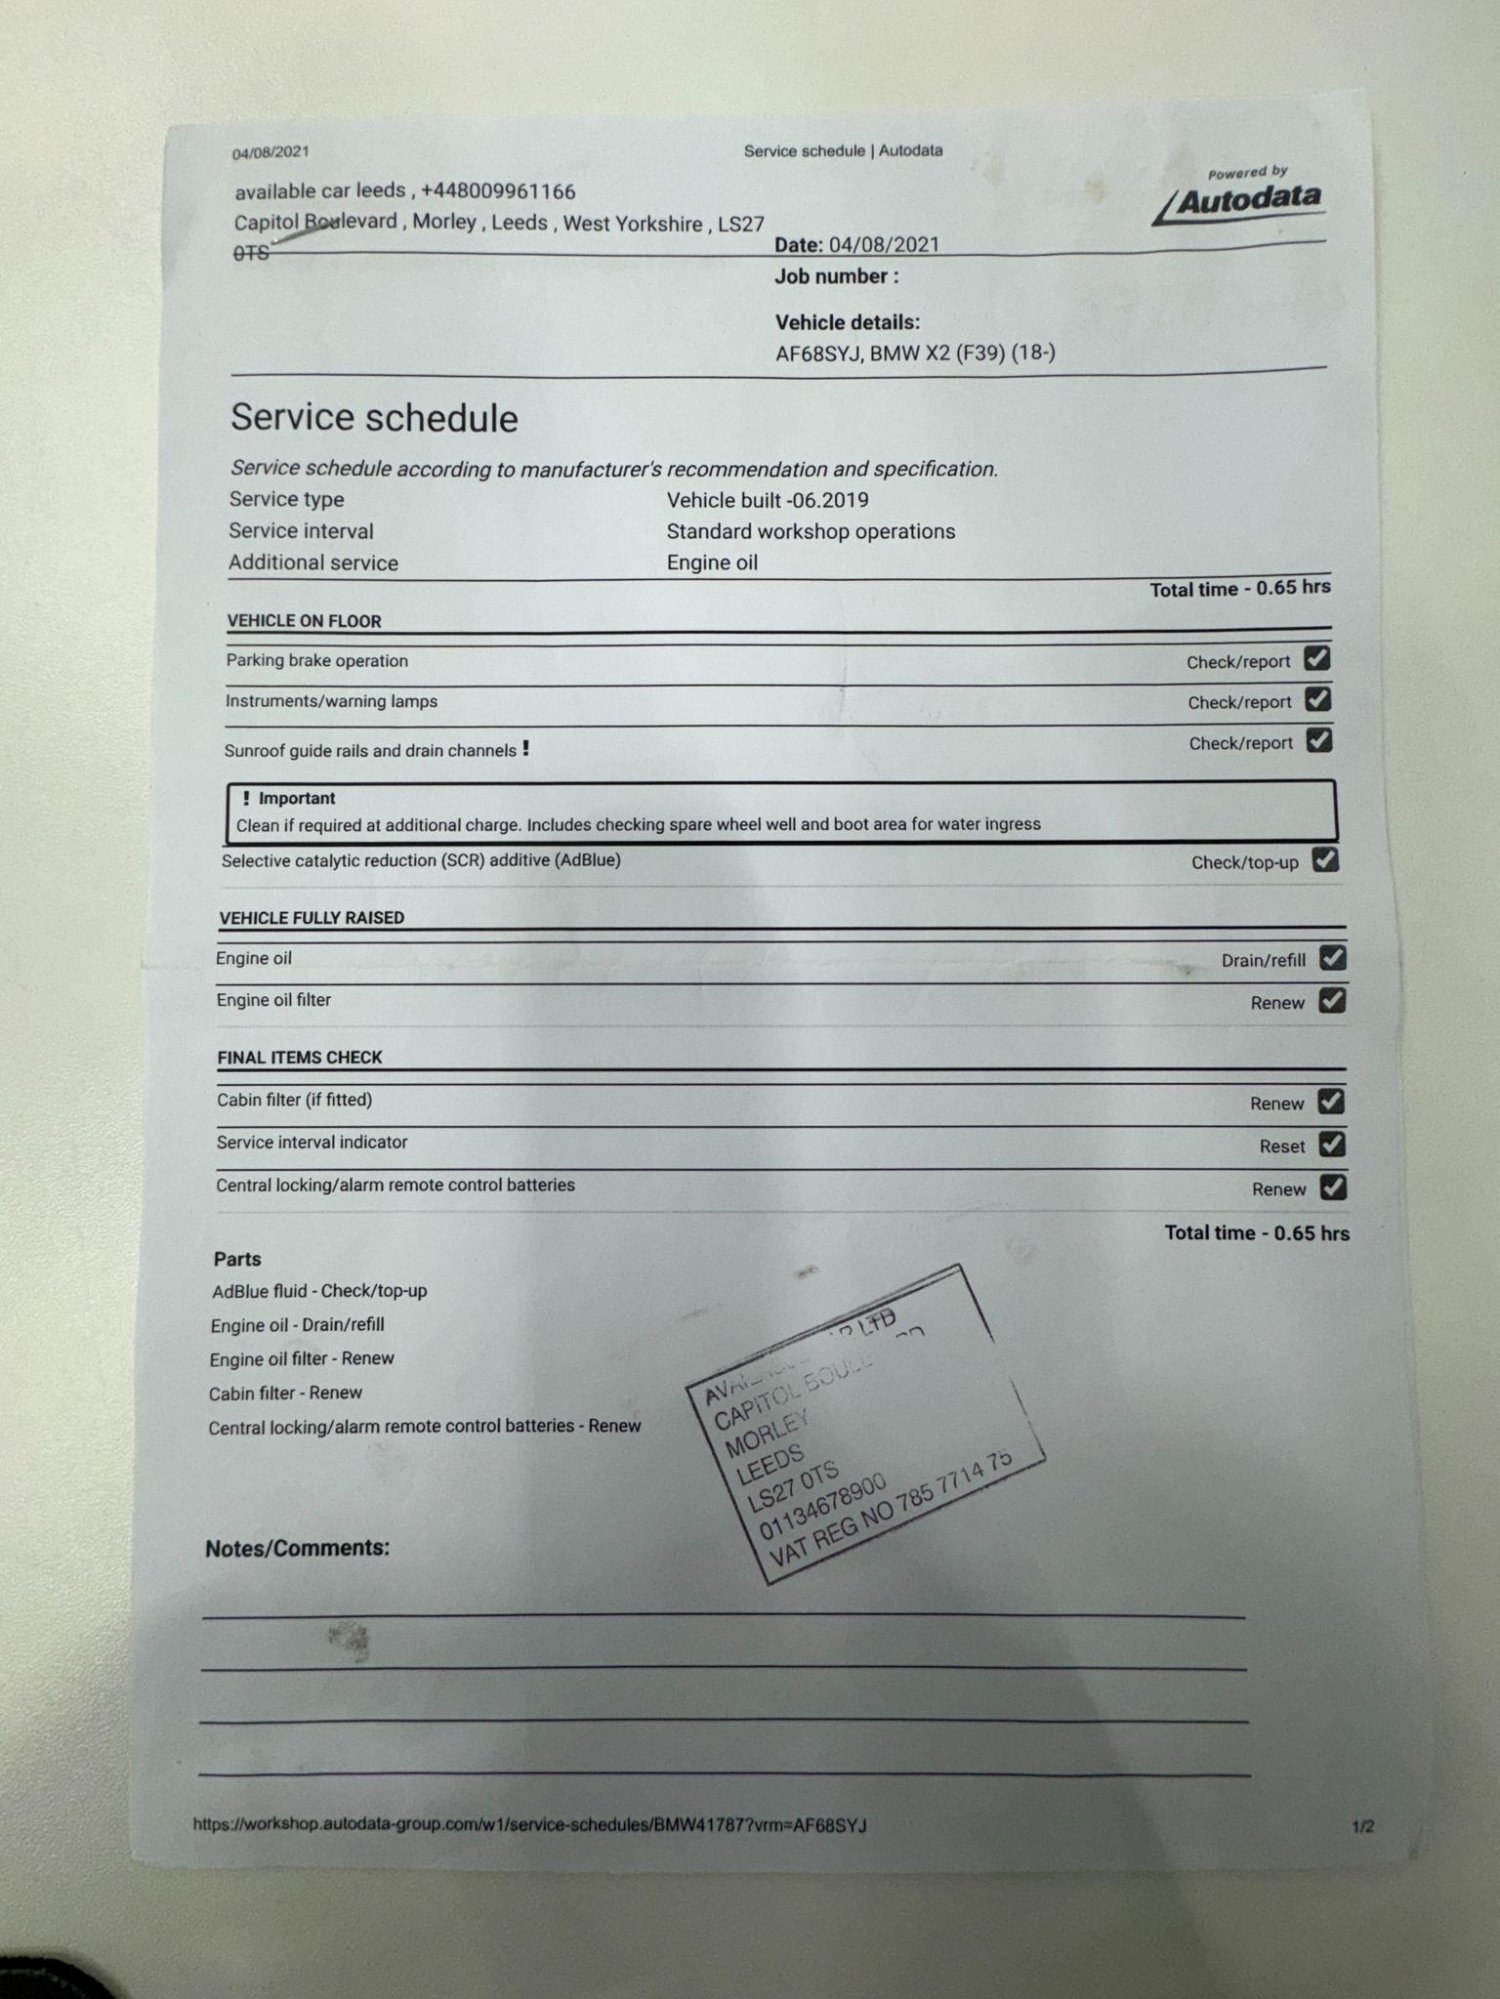 04/08/2021
Service schedule | Autodata
available car leeds , +448009961166
Capitol Boulevard , Morley , Leeds , West Yorkshire , LS27
0TS
Powered by
Autodata
Date: 04/08/2021
Job number :
Vehicle details:
AF68SYJ, BMW X2 (F39) (18-)
Service schedule
Service schedule according to manufacturer's recommendation and specification.
Service type Vehicle built -06.2019
Service interval Standard workshop operations
Additional service Engine oil
Total time - 0.65 hrs
VEHICLE ON FLOOR
Parking brake operation Check/report
Instruments/warning lamps Check/report
Sunroof guide rails and drain channels ! Check/report
! Important
Clean if required at additional charge. Includes checking spare wheel well and boot area for water ingress
Selective catalytic reduction (SCR) additive (AdBlue) Check/top-up
VEHICLE FULLY RAISED
Engine oil Drain/refill
Engine oil filter Renew
FINAL ITEMS CHECK
Cabin filter (if fitted) Renew
Service interval indicator Reset
Central locking/alarm remote control batteries Renew
Total time - 0.65 hrs
Parts
AdBlue fluid - Check/top-up
Engine oil - Drain/refill
Engine oil filter - Renew
Cabin filter - Renew
Central locking/alarm remote control batteries - Renew
LTD
CAPITOL
MORLEY
LEEDS
LS27 0TS
01134678900
VAT REG NO 785 7714 75
Notes/Comments:
https://workshop.autodata-group.com/w1/service-schedules/BMW41787?vrm=AF68SYJ
1/2